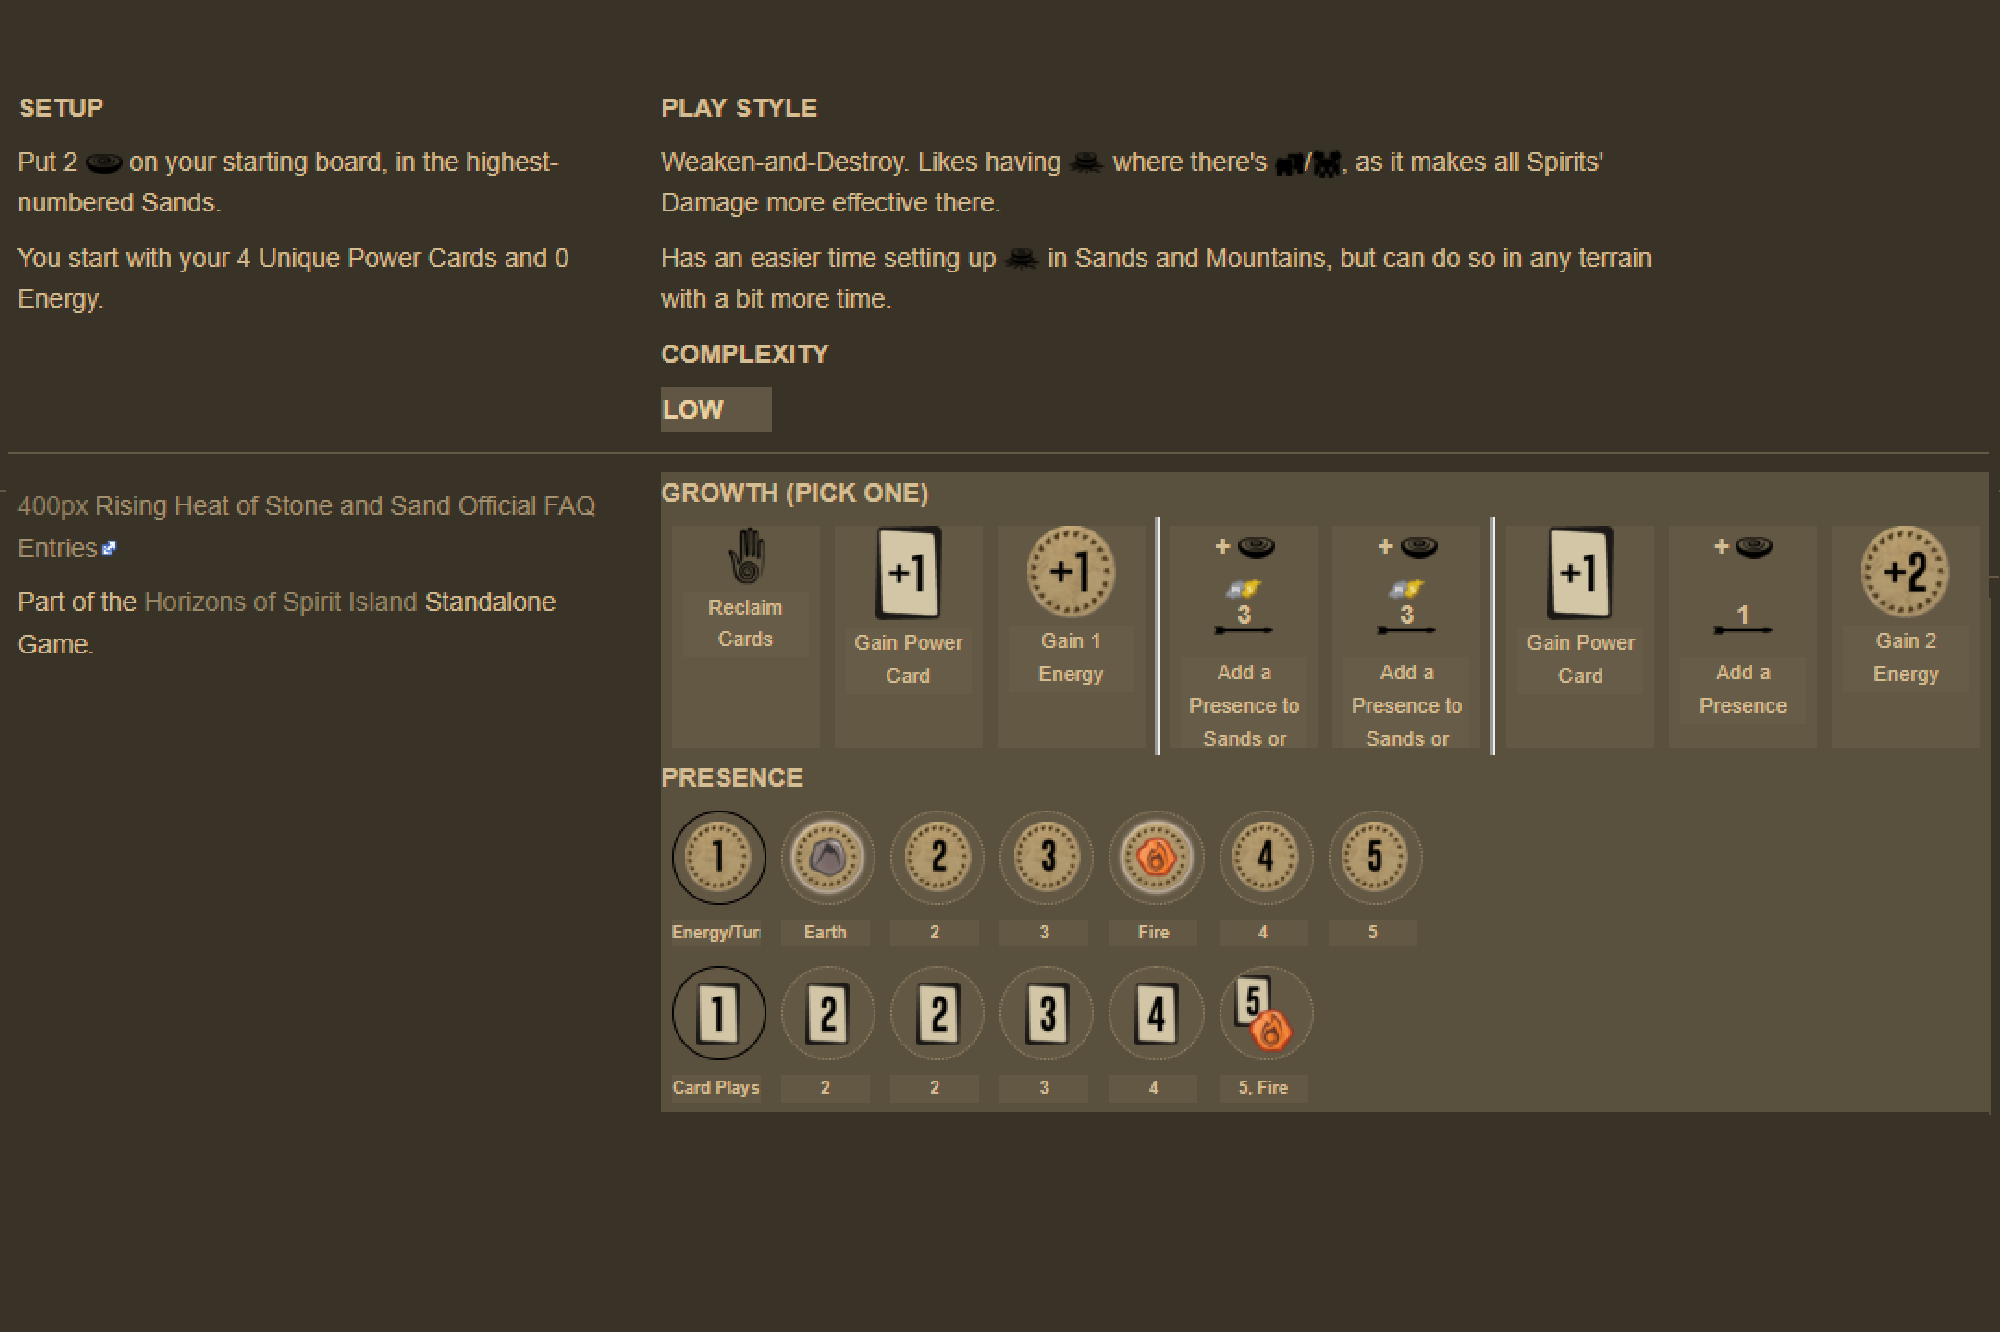 SETUP
Put 2 on your starting board, in the highest-
numbered Sands.
You start with your 4 Unique Power Cards and 0
Energy.
PLAY STYLE
Weaken-and-Destroy. Likes having where there's /, as it makes all Spirits'
Damage more effective there.
Has an easier time setting up in Sands and Mountains, but can do so in any terrain
with a bit more time.
COMPLEXITY
LOW
400px Rising Heat of Stone and Sand Official FAQ
Entries
Part of the Horizons of Spirit Island Standalone
Game.
GROWTH (PICK ONE)
Reclaim
Cards
+1
Gain Power
Card
+1
Gain 1
Energy
+
3
Add a
Presence to
Sands or
+
3
Add a
Presence to
Sands or
+1
Gain Power
Card
+
1
Add a
Presence
+2
Gain 2
Energy
PRESENCE
1 2 3 4 5
Energy/Tur Earth 2 3 Fire 4 5
1 2 2 3 4 5
Card Plays 2 2 3 4 5, Fire